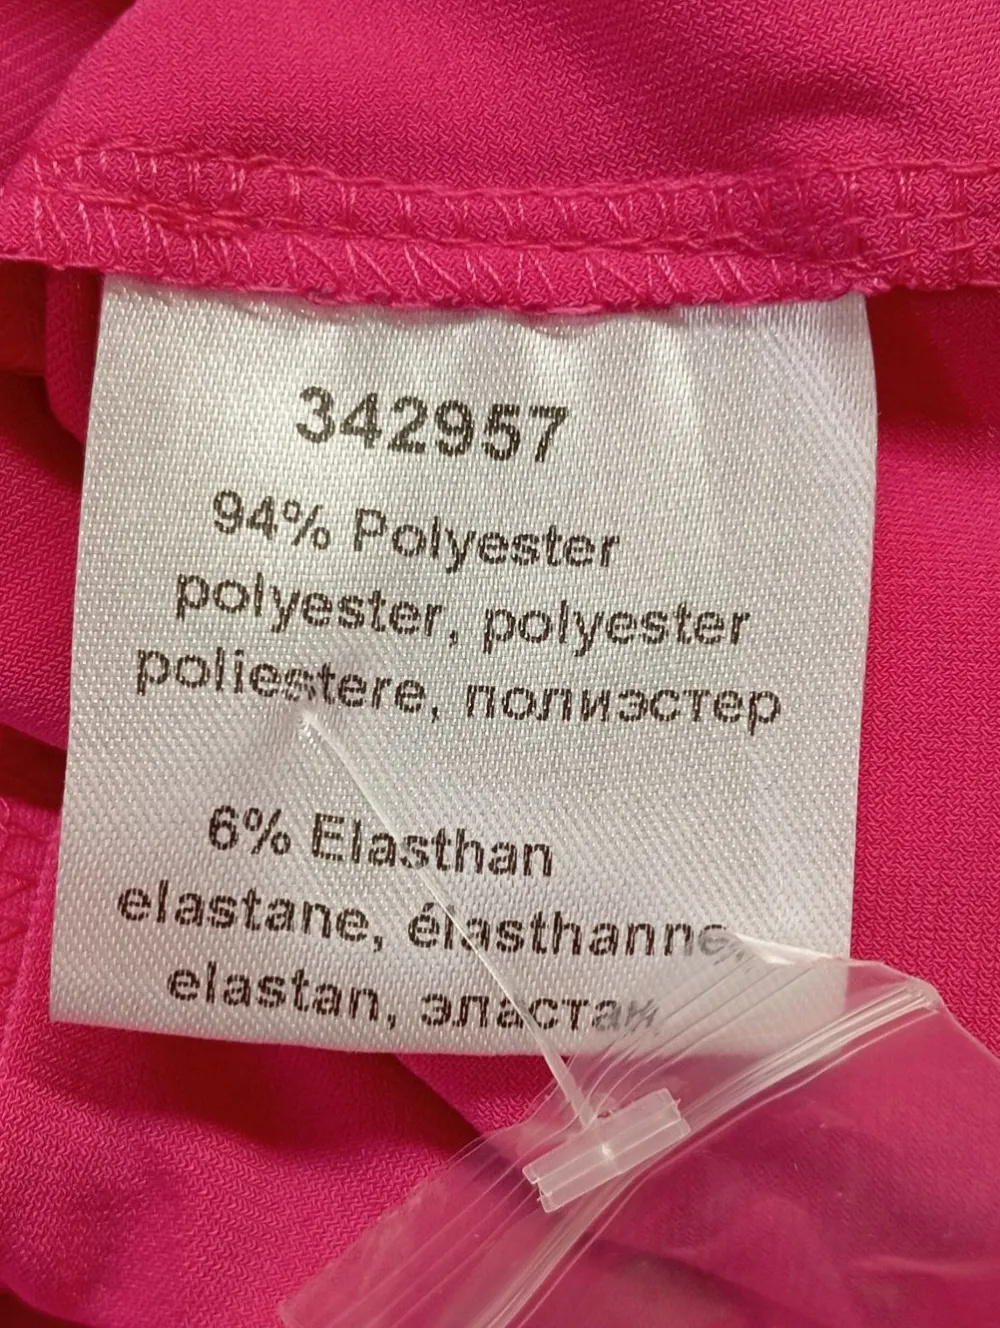 342957
94% Polyester
polyester, polyester
poliestere, полиэстер
6% Elasthan
elastane, élasthanne,
elastan, эластан